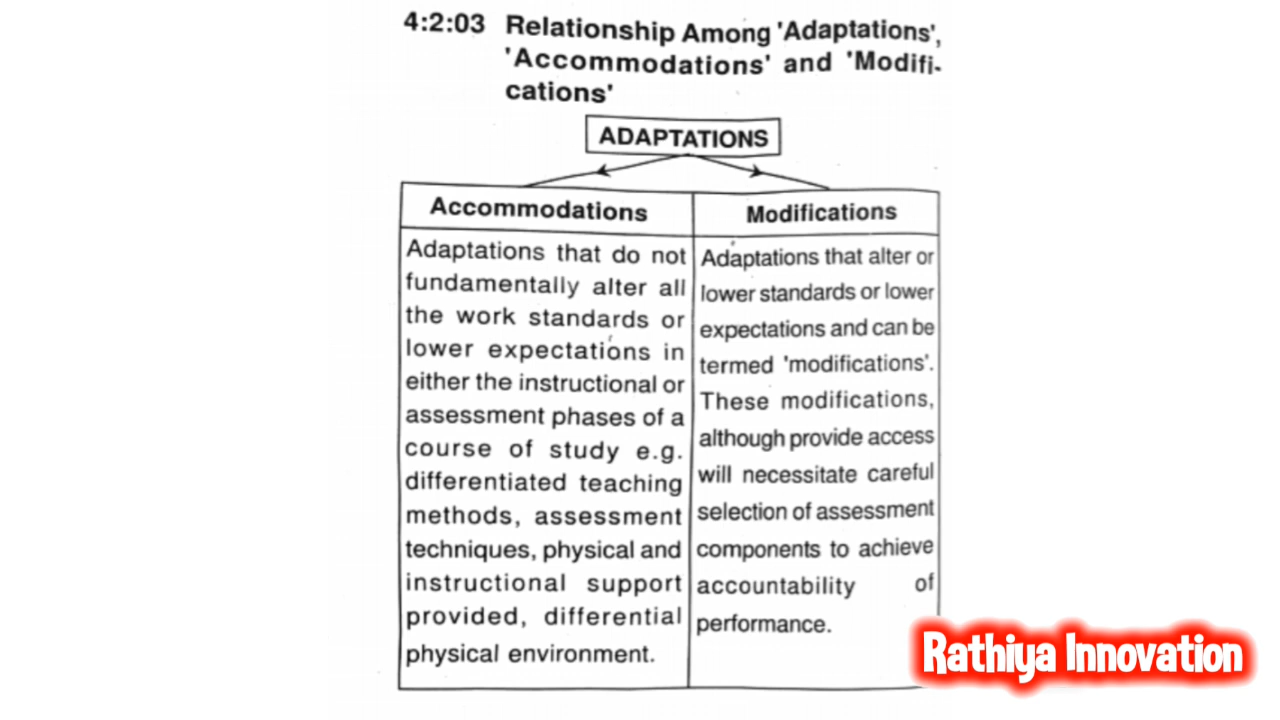 4:2:03 Relationship Among 'Adaptations',
'Accommodations' and 'Modifi-
cations'
ADAPTATIONS
Accommodations
Adaptations that do not
fundamentally alter all
the work standards or
lower expectations in
either the instructional or
assessment phases of a
course of study e.g.
differentiated teaching
methods, assessment
techniques, physical and
instructional support
provided, differential
physical environment.
Modifications
Adaptations that alter or
lower standards or lower
expectations and can be
termed 'modifications'.
These modifications,
although provide access
will necessitate careful
selection of assessment
components to achieve
accountability of
performance.
Rathiya Innovation